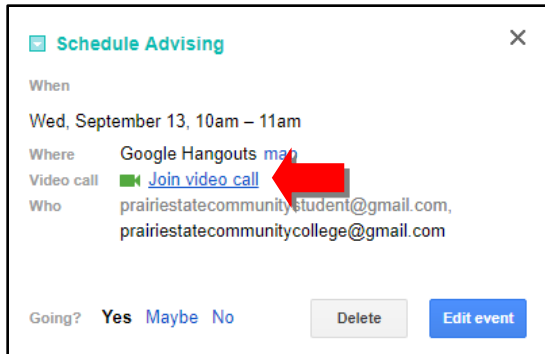 Schedule Advising
When
Wed, September 13, 10am – 11am
Where Google Hangouts map
Video call Join video call
Who prairiestatecommunitystudent@gmail.com,
prairiestatecommunitycollege@gmail.com
Going? Yes Maybe No Delete Edit event